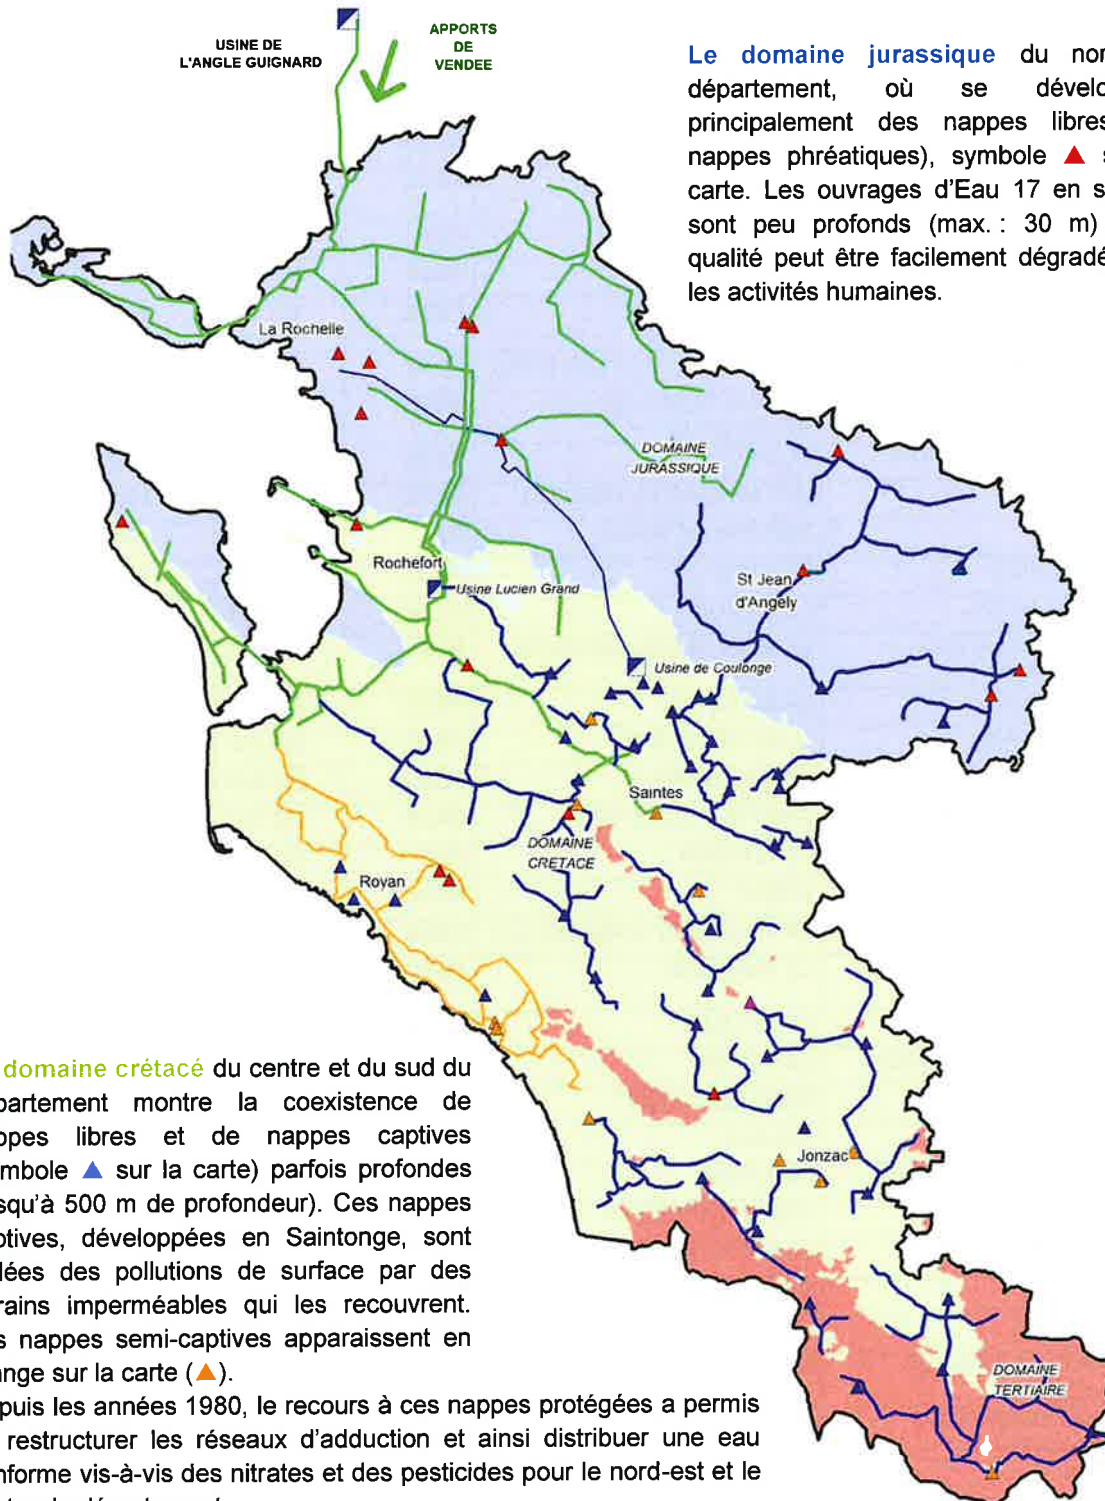 USINE DE
L'ANGLE GUIGNARD
APPORTS
DE
VENDEE
Le domaine jurassique du nor
département, où se dévelo
principalement des nappes libres
nappes phréatiques), symbole ▲ s
carte. Les ouvrages d'Eau 17 en s
sont peu profonds (max. : 30 m)
qualité peut être facilement dégradé
les activités humaines.
La Rochelle
DOMAINE
JURASSIQUE
Rochefort
Usine Lucien Grand
St Jean
d'Angely
Usine de Coulonge
Saintes
DOMAINE
CRETACE
Royan
Jonzac
DOMAINE
TERTIAIRE
domaine crétacé du centre et du sud du
partement montre la coexistence de
ppes libres et de nappes captives
mbole ▲ sur la carte) parfois profondes
squ'à 500 m de profondeur). Ces nappes
ptives, développées en Saintonge, sont
lées des pollutions de surface par des
rains imperméables qui les recouvrent.
s nappes semi-captives apparaissent en
ange sur la carte (▲).
puis les années 1980, le recours à ces nappes protégées a permis
restructurer les réseaux d'adduction et ainsi distribuer une eau
nforme vis-à-vis des nitrates et des pesticides pour le nord-est et le